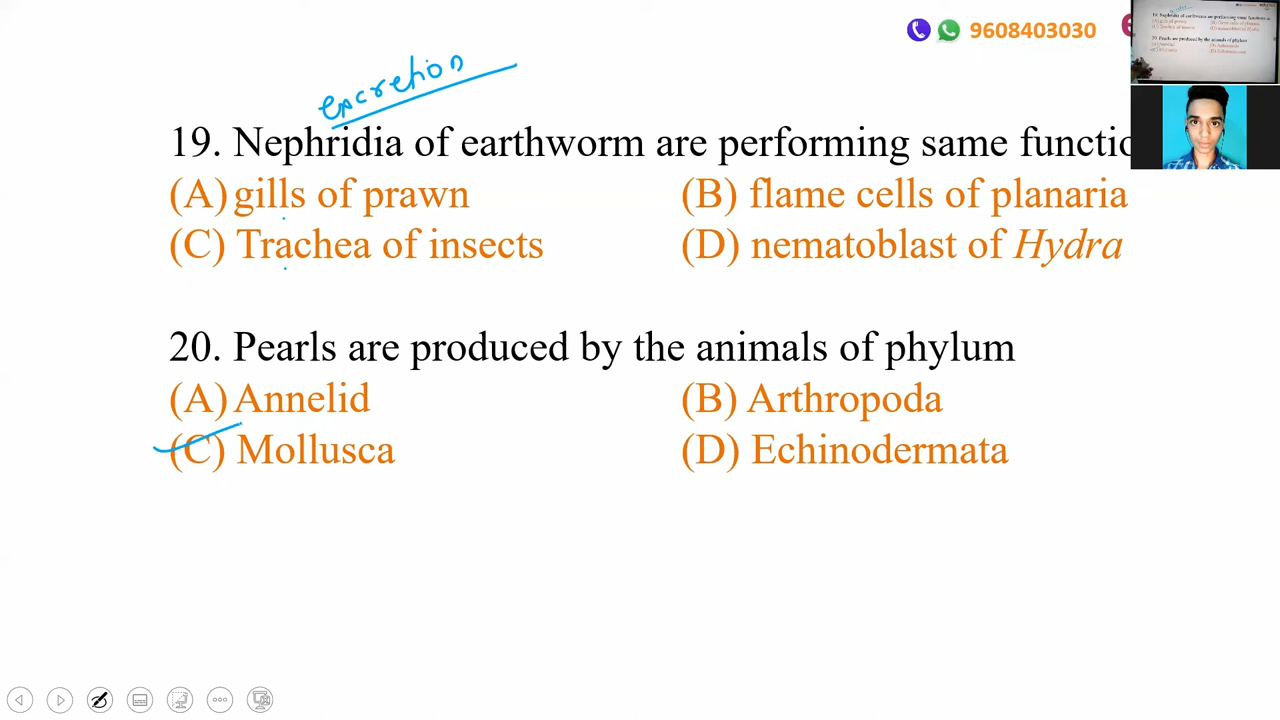 9608403030
excretion
19. Nephridia of earthworm are performing same functio
(A) gills of prawn (B) flame cells of planaria
(C) Trachea of insects (D) nematoblast of Hydra
20. Pearls are produced by the animals of phylum
(A) Annelid (B) Arthropoda
(C) Mollusca (D) Echinodermata